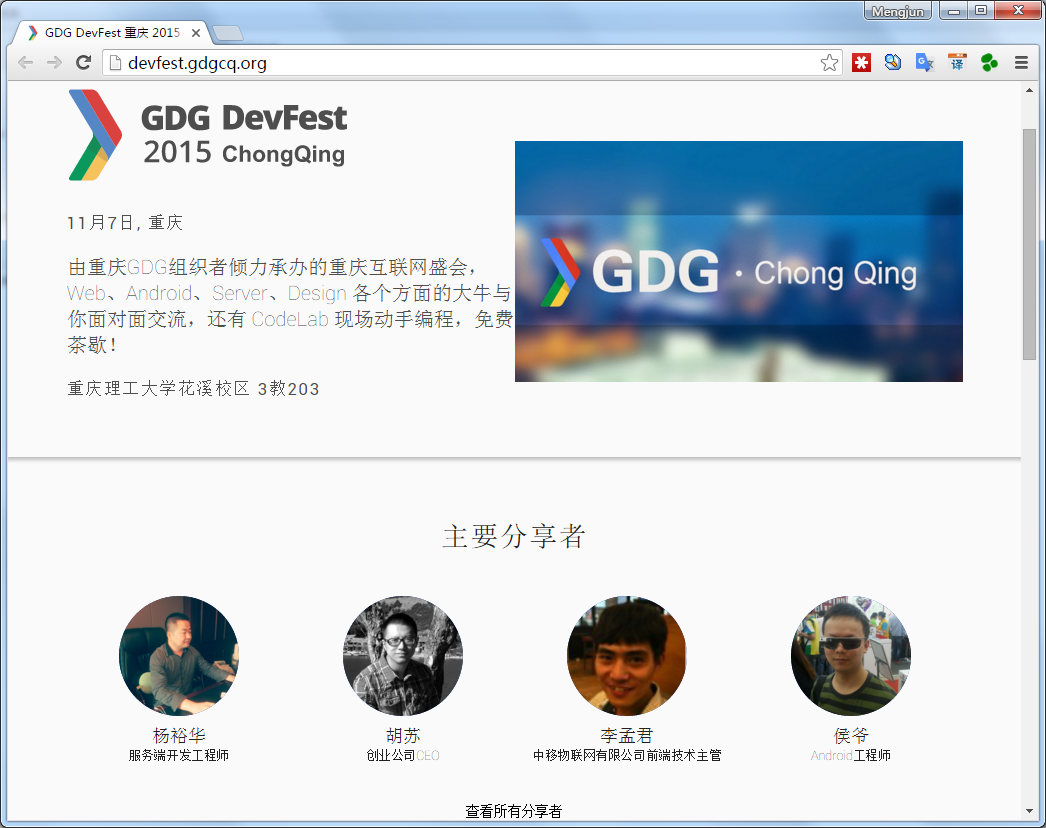 Mengjun
GDG DevFest 重庆 2015
devfest.gdgcq.org
译
GDG DevFest
2015 ChongQing
11月7日, 重庆
由重庆GDG组织者倾力承办的重庆互联网盛会，
Web、Android、Server、Design 各个方面的大牛与
你面对面交流，还有 CodeLab 现场动手编程，免费
茶歇！
重庆理工大学花溪校区 3教203
GDG · Chong Qing
主要分享者
杨裕华
服务端开发工程师
胡苏
创业公司CEO
李孟君
中移物联网有限公司前端技术主管
侯爷
Android工程师
查看所有分享者